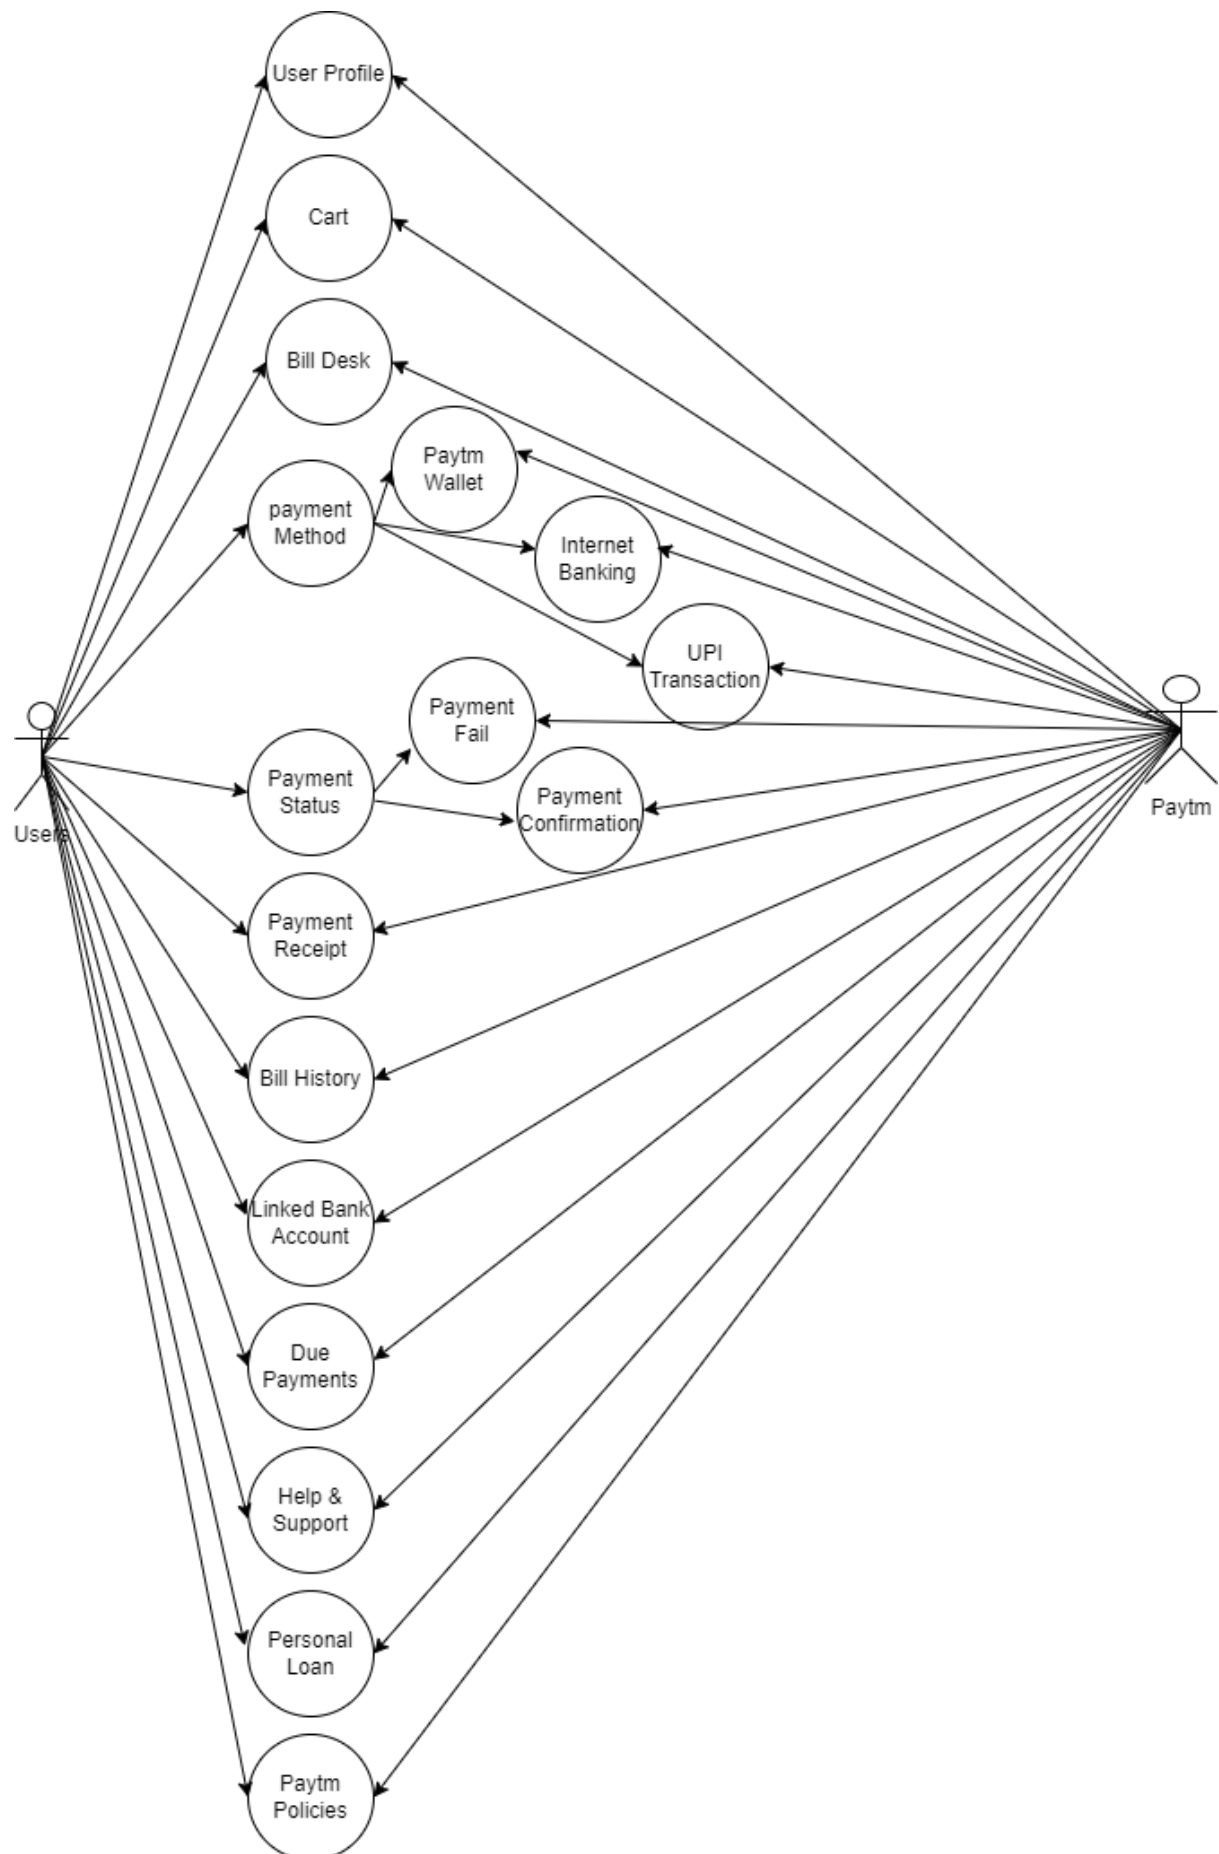 User Profile
Cart
Bill Desk
Paytm
Wallet
payment
Method
Internet
Banking
UPI
Transaction
Payment
Fail
Payment
Status
Payment
Confirmation
Users
Paytm
Payment
Receipt
Bill History
Linked Bank
Account
Due
Payments
Help &
Support
Personal
Loan
Paytm
Policies